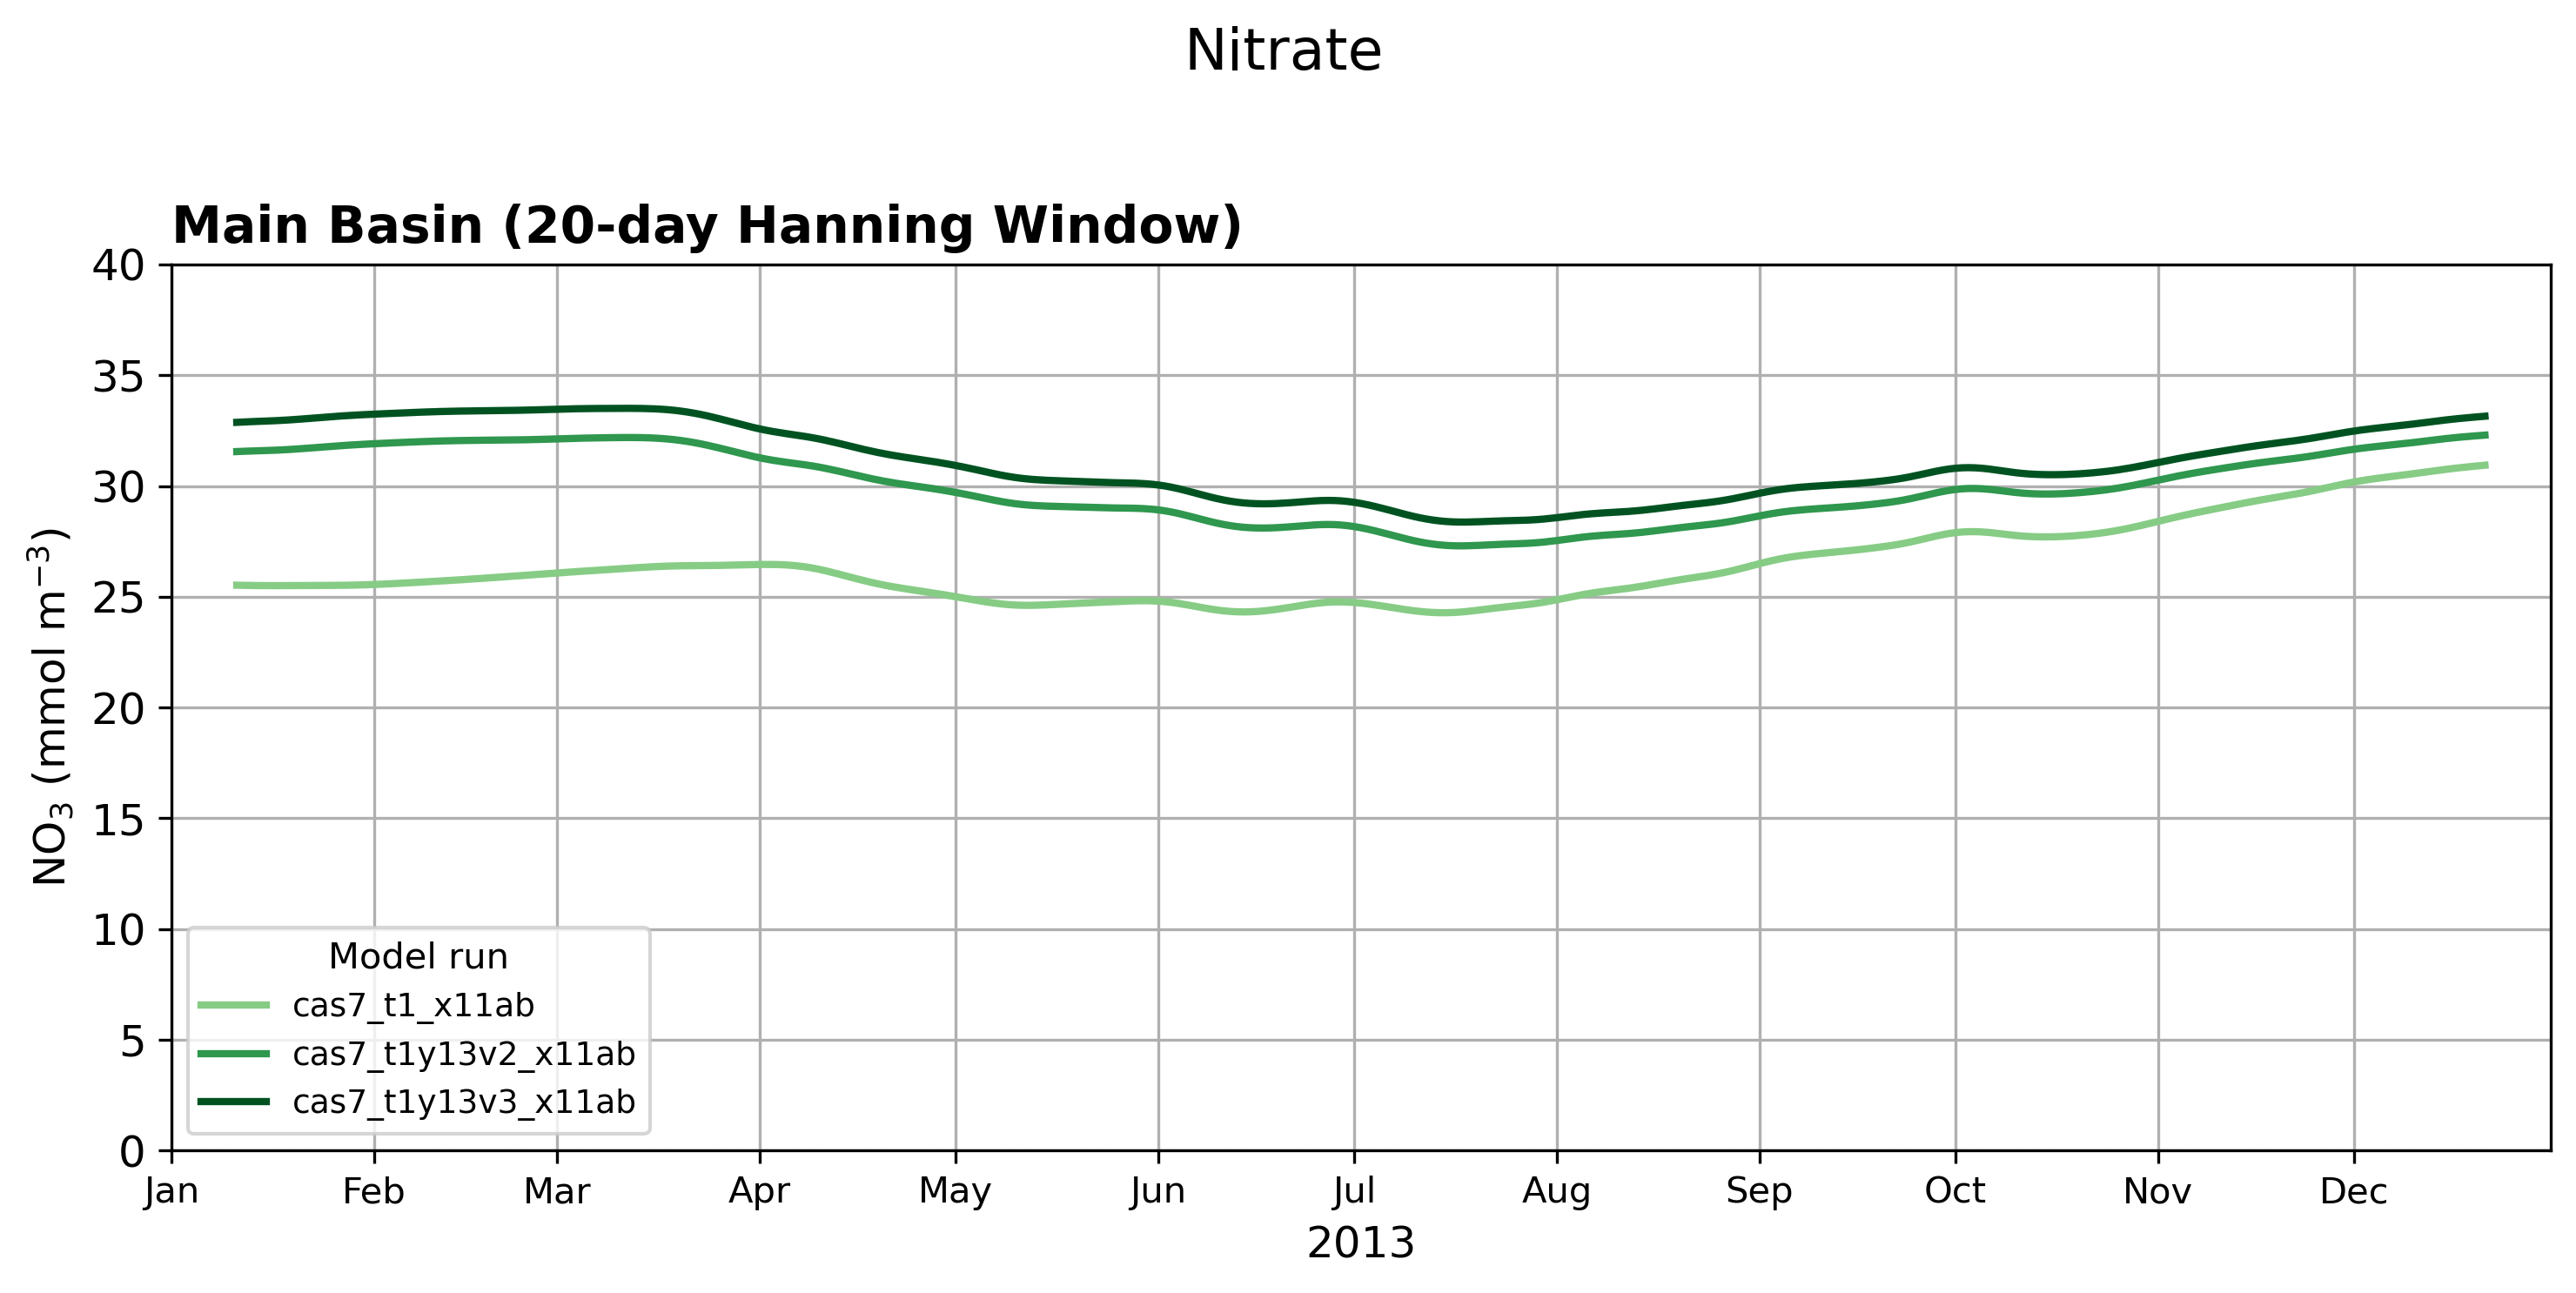 Nitrate
Main Basin (20-day Hanning Window)
40
35
30
25
20
15
10
5
0
NO₃ (mmol m⁻³)
Model run
cas7_t1_x11ab
cas7_t1y13v2_x11ab
cas7_t1y13v3_x11ab
Jan Feb Mar Apr May Jun Jul Aug Sep Oct Nov Dec
2013